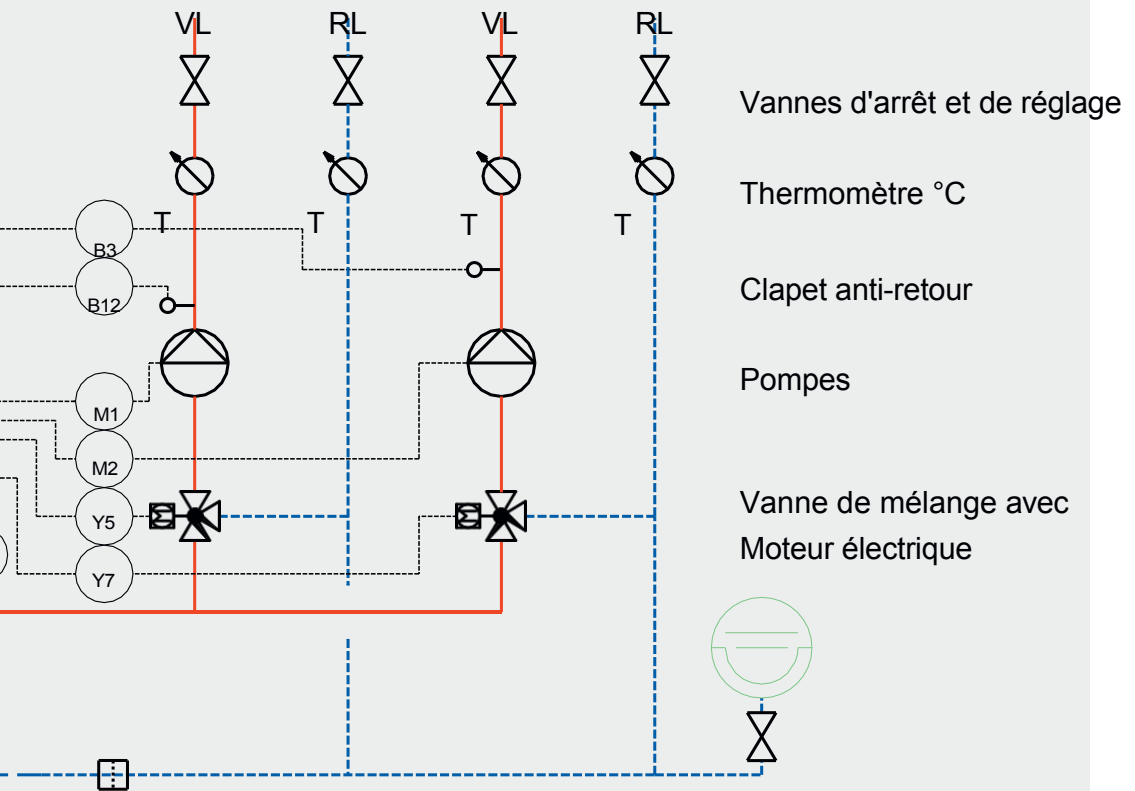 VL RL VL RL
Vannes d'arrêt et de réglage
Thermomètre °C
T T T T
B3
Clapet anti-retour
B12
Pompes
M1
M2
Vanne de mélange avec
Y5
Moteur électrique
Y7